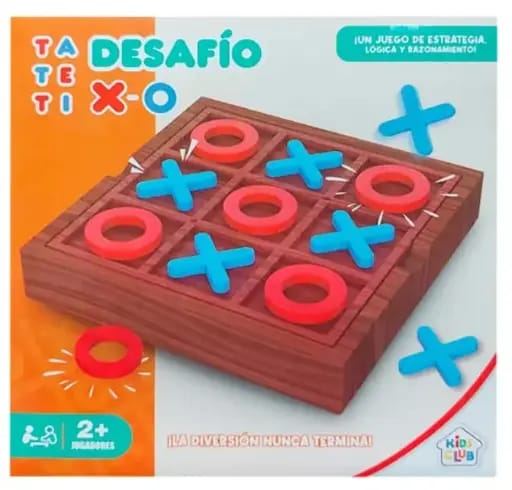 TA
TE
TI
DESAFÍO
X-O
¡UN JUEGO DE ESTRATEGIA,
LÓGICA Y RAZONAMIENTO!
2+
JUGADORES
¡LA DIVERSIÓN NUNCA TERMINA!
KIDS
CLUB